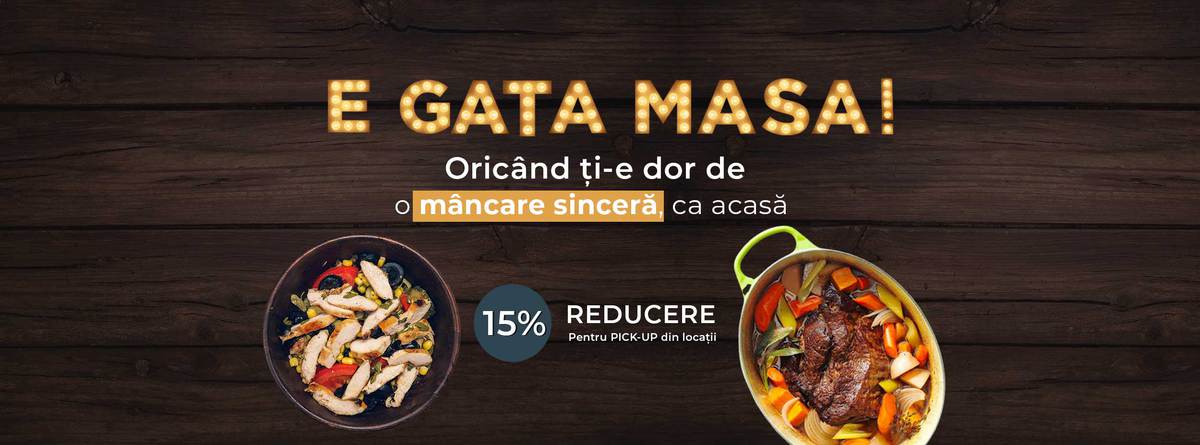 E GATA MASA!
Oricând ți-e dor de
o mâncare sinceră, ca acasă
15%
REDUCERE
Pentru PICK-UP din locații